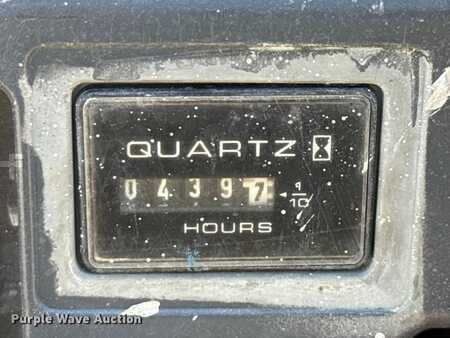 QUARTZ
0 4 3 9 7 1/10
HOURS
Purple Wave Auction